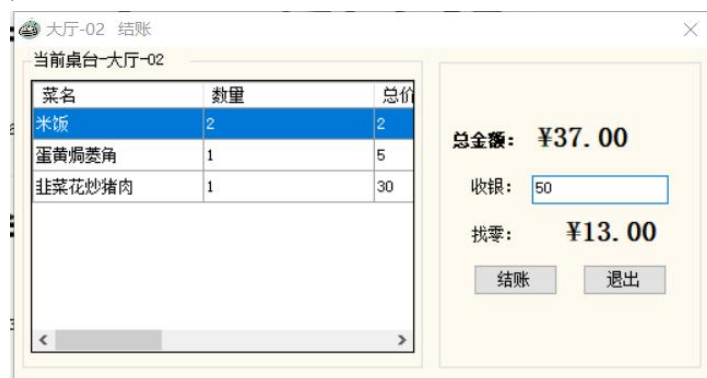 大厅-02 结账
当前桌台-大厅-02
菜名 数量 总价
米饭 2 2
蛋黄焗菱角 1 5
韭菜花炒猪肉 1 30
总金额: ¥37.00
收银: 50
找零: ¥13.00
结账 退出